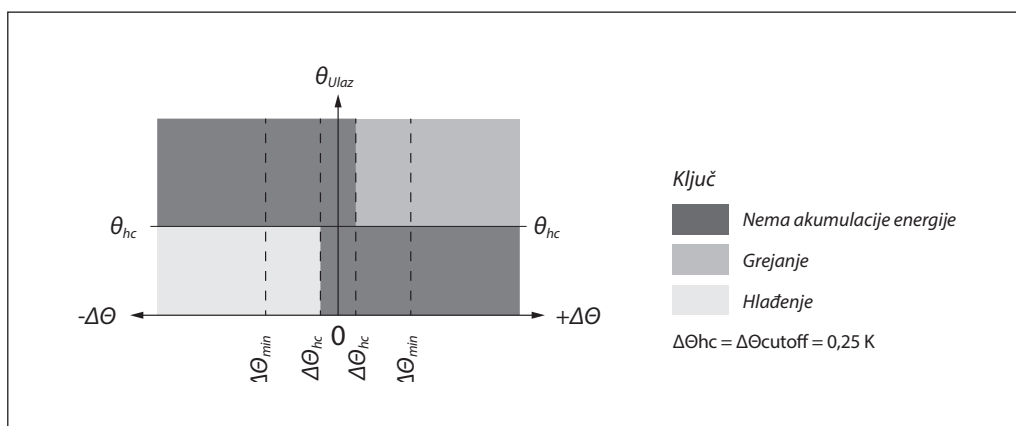 θUlaz
θhc
θhc
-ΔΘ
0
+ΔΘ
ΔΘmin
ΔΘhc
ΔΘhc
ΔΘmin
Ključ
Nema akumulacije energije
Grejanje
Hlađenje
ΔΘhc = ΔΘcutoff = 0,25 K